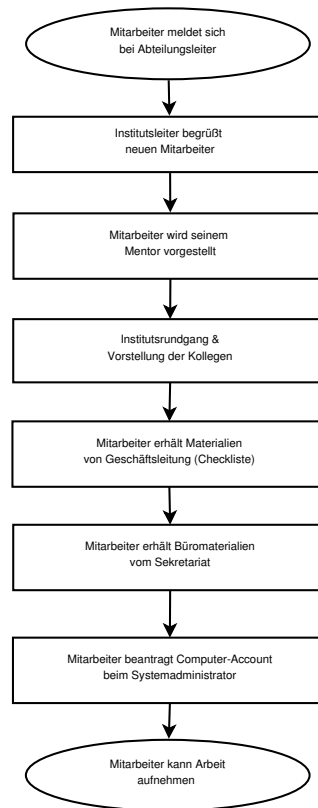 Mitarbeiter meldet sich
bei Abteilungsleiter
Institutsleiter begrüßt
neuen Mitarbeiter
Mitarbeiter wird seinem
Mentor vorgestellt
Institutsrundgang &
Vorstellung der Kollegen
Mitarbeiter erhält Materialien
von Geschäftsleitung (Checkliste)
Mitarbeiter erhält Büromaterialien
vom Sekretariat
Mitarbeiter beantragt Computer-Account
beim Systemadministrator
Mitarbeiter kann Arbeit
aufnehmen